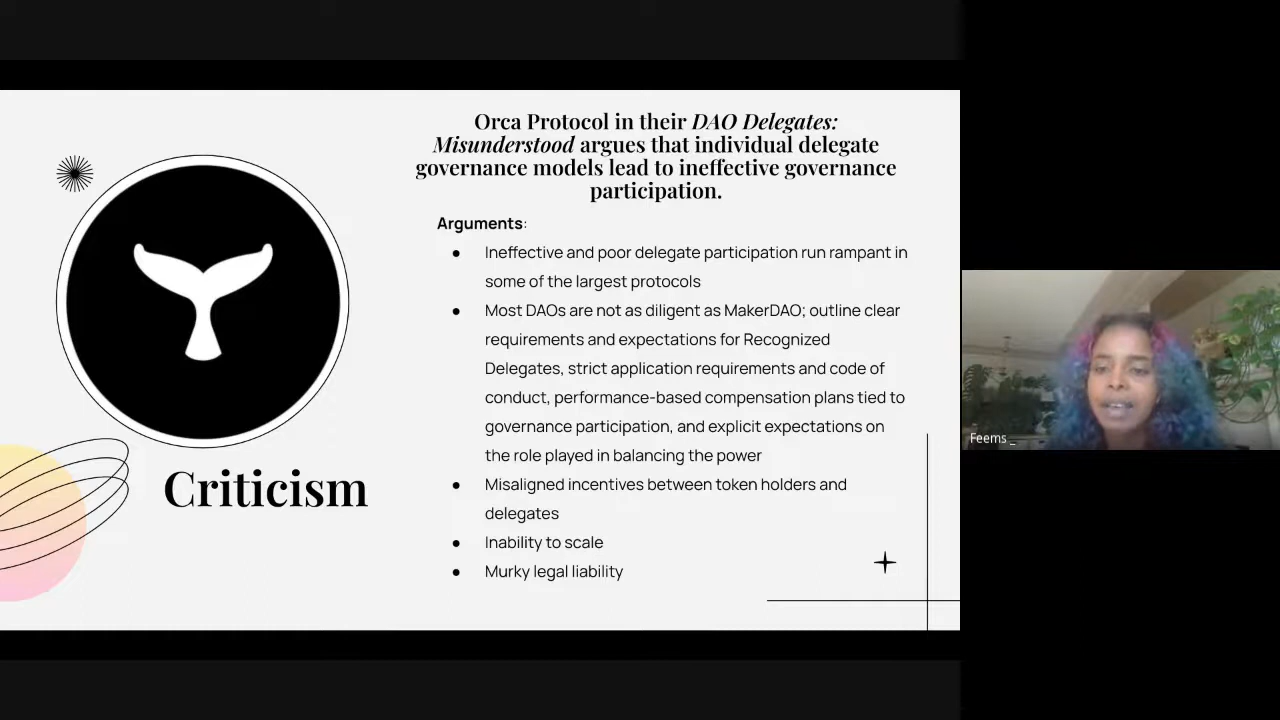 Orca Protocol in their DAO Delegates:
Misunderstood argues that individual delegate
governance models lead to ineffective governance
participation.
Arguments:
● Ineffective and poor delegate participation run rampant in
some of the largest protocols
● Most DAOs are not as diligent as MakerDAO; outline clear
requirements and expectations for Recognized
Delegates, strict application requirements and code of
conduct, performance-based compensation plans tied to
governance participation, and explicit expectations on
the role played in balancing the power
● Misaligned incentives between token holders and
delegates
● Inability to scale
● Murky legal liability
Criticism
Feems _